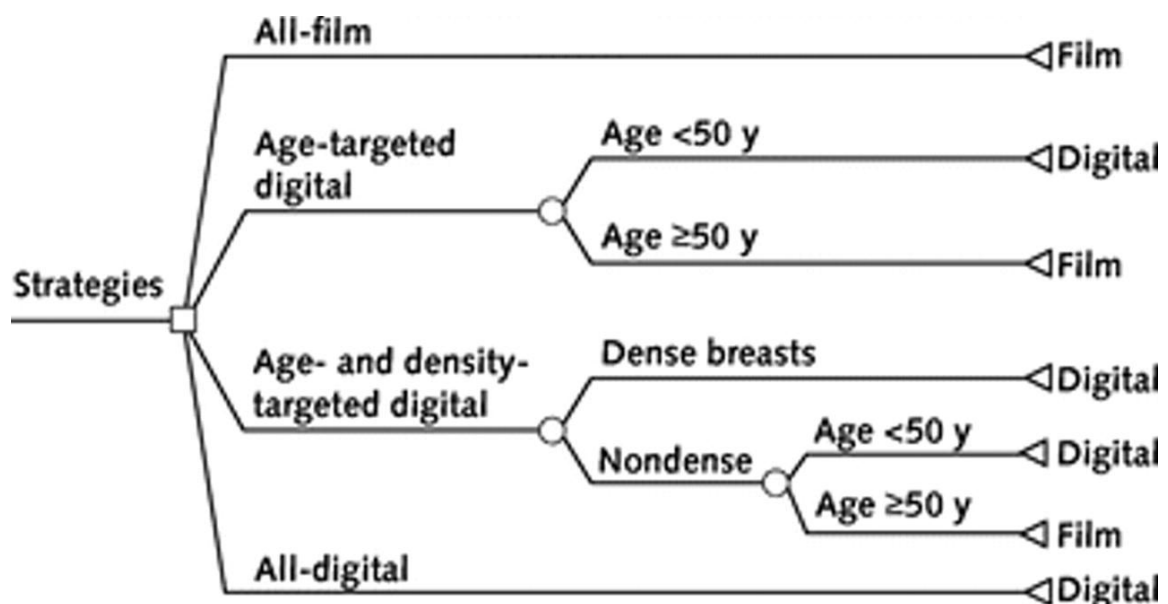 All-film
Film
Age-targeted
digital
Age <50 y
Digital
Age ≥50 y
Film
Strategies
Age- and density-
targeted digital
Dense breasts
Digital
Nondense
Age <50 y
Digital
Age ≥50 y
Film
All-digital
Digital